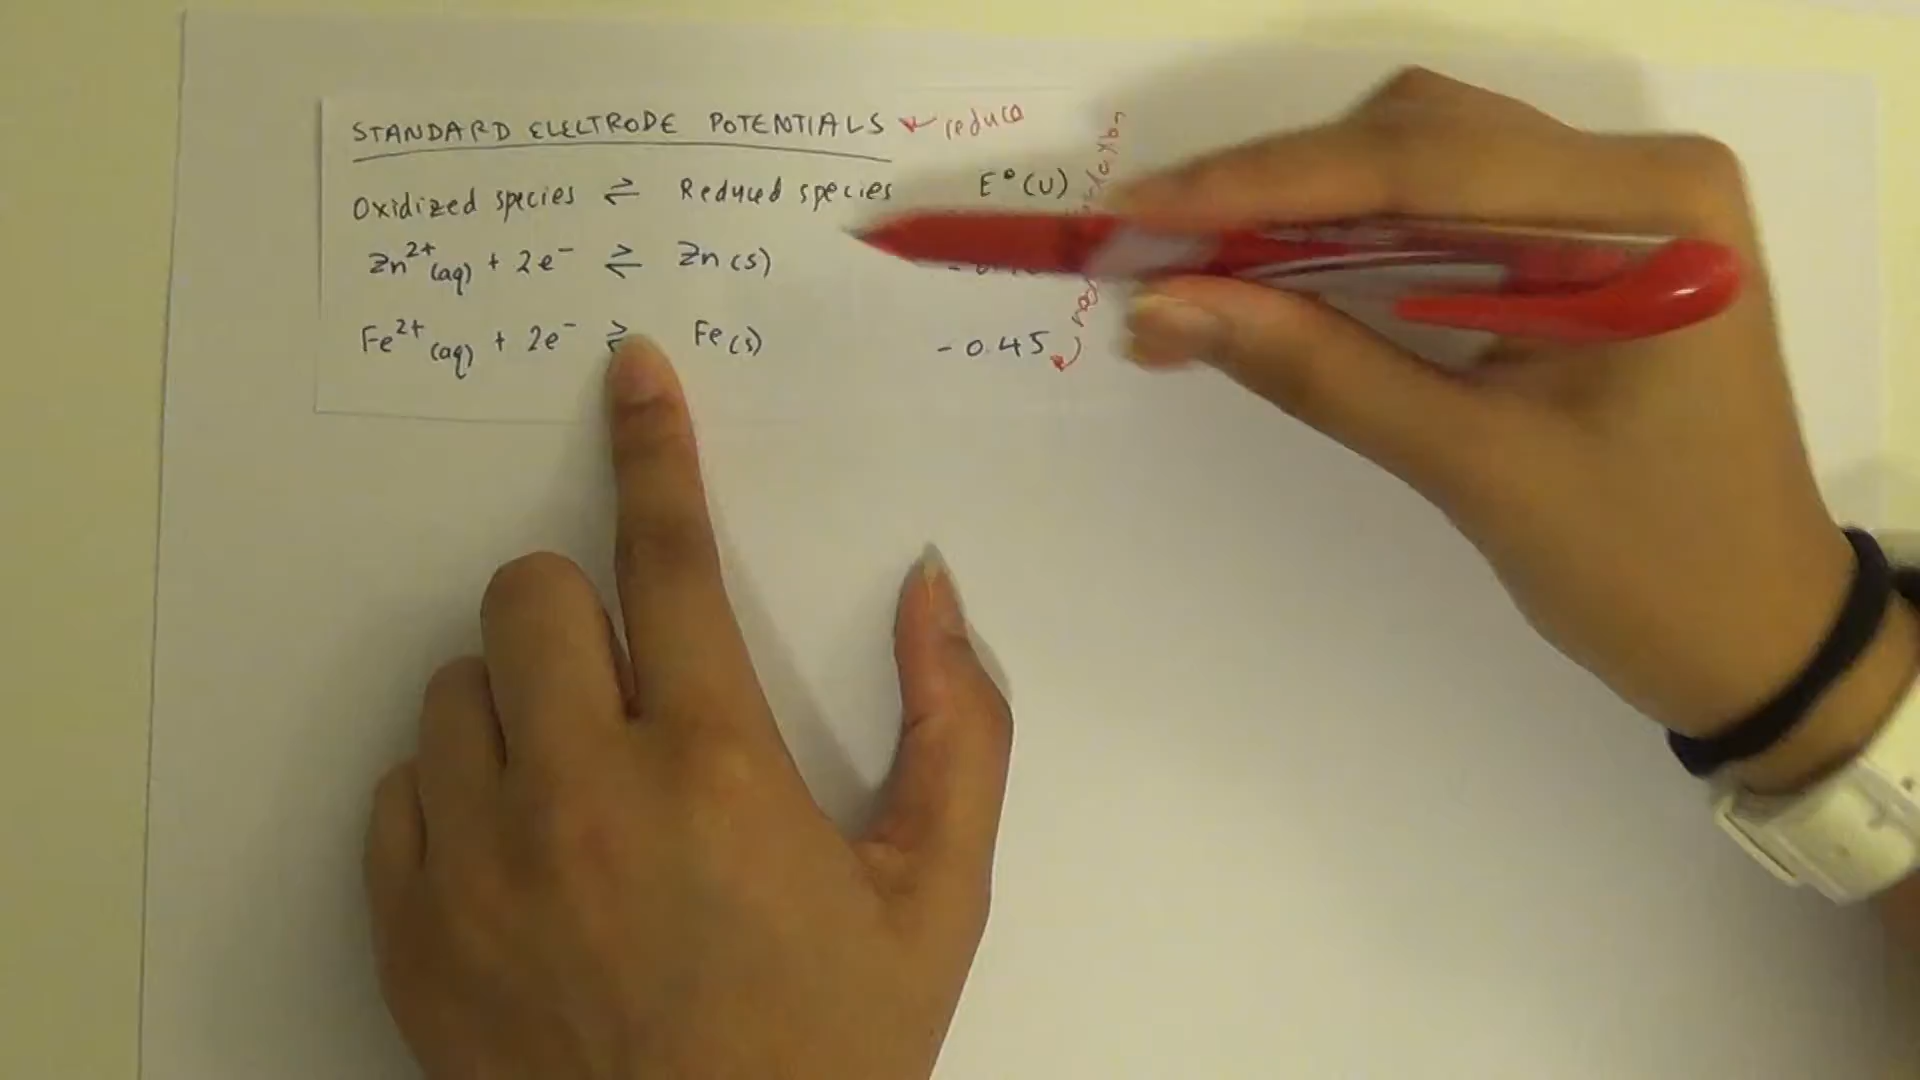 STANDARD ELECTRODE POTENTIALS ← reduce
Oxidized species ⇌ Reduced species E°(V)
Zn²⁺(aq) + 2e⁻ ⇌ Zn(s)
Fe²⁺(aq) + 2e⁻ ⇌ Fe(s) -0.45